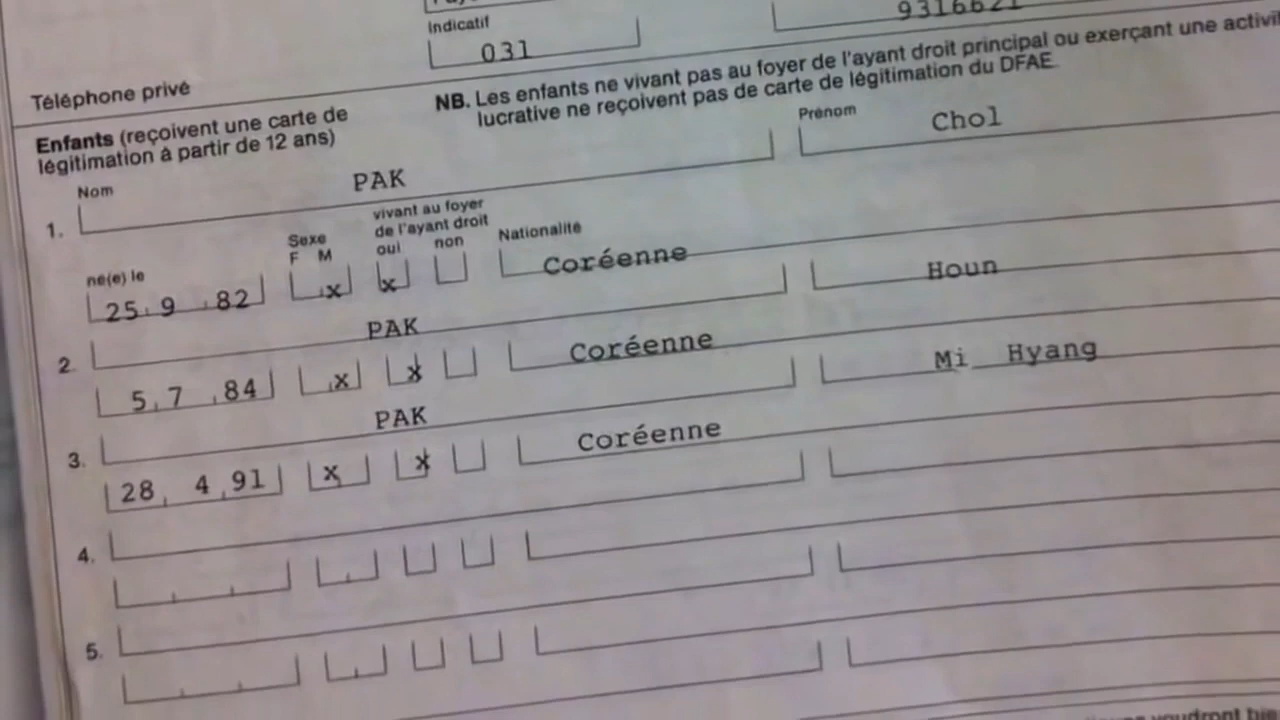 Indicatif
031
9316621
Téléphone privé
NB. Les enfants ne vivant pas au foyer de l'ayant droit principal ou exerçant une
lucrative ne reçoivent pas de carte de légitimation du DFAE.
Enfants (reçoivent une carte de
légitimation à partir de 12 ans)
Nom
Prénom
1. PAK Chol
né(e) le
Sexe
F M
vivant au foyer
de l'ayant droit
oui non
Nationalité
25 9 82 x x Coréenne
2. PAK Houn
5 7 84 x x Coréenne
3. PAK Mi Hyang
28 4 91 x x Coréenne
4.
5.